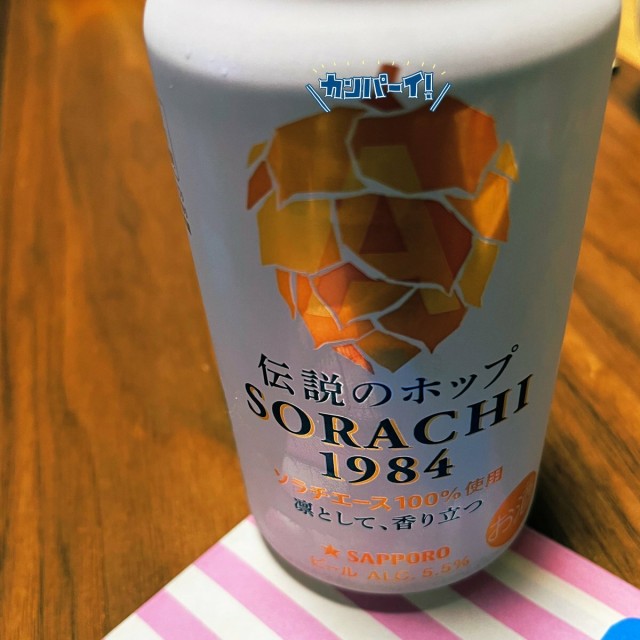 カンパーイ!
A
伝説のホップ
SORACHI
1984
ソラチエース100%使用
凛として、香り立つ
★ SAPPORO
ビール ALC. 5.5%